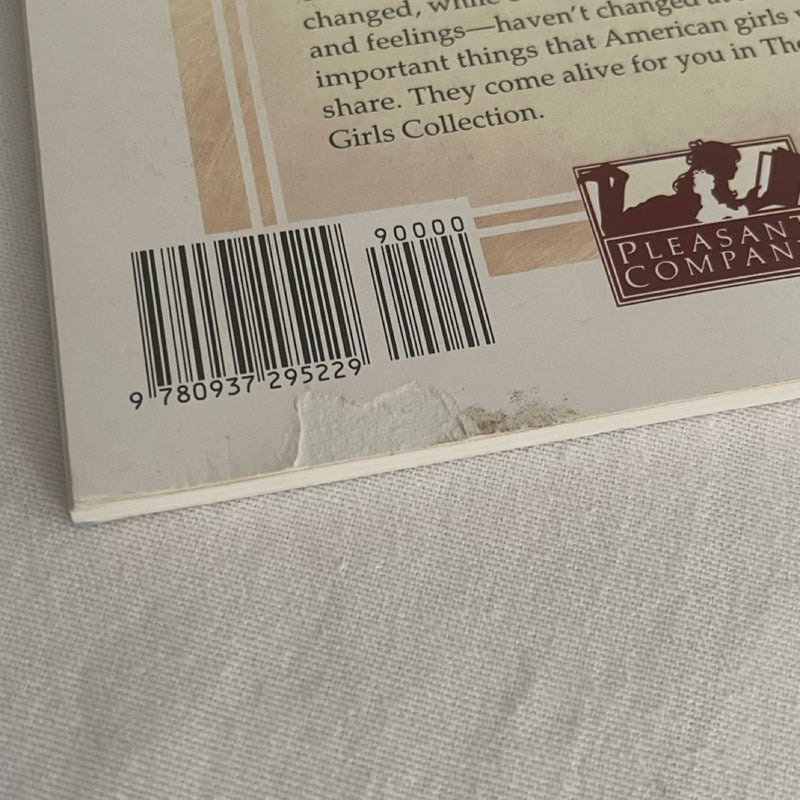 changed, while
and feelings—haven't changed
important things that American girls
share. They come alive for you in The
Girls Collection.
PLEASANT
COMPAN
90000
9 780937 295229